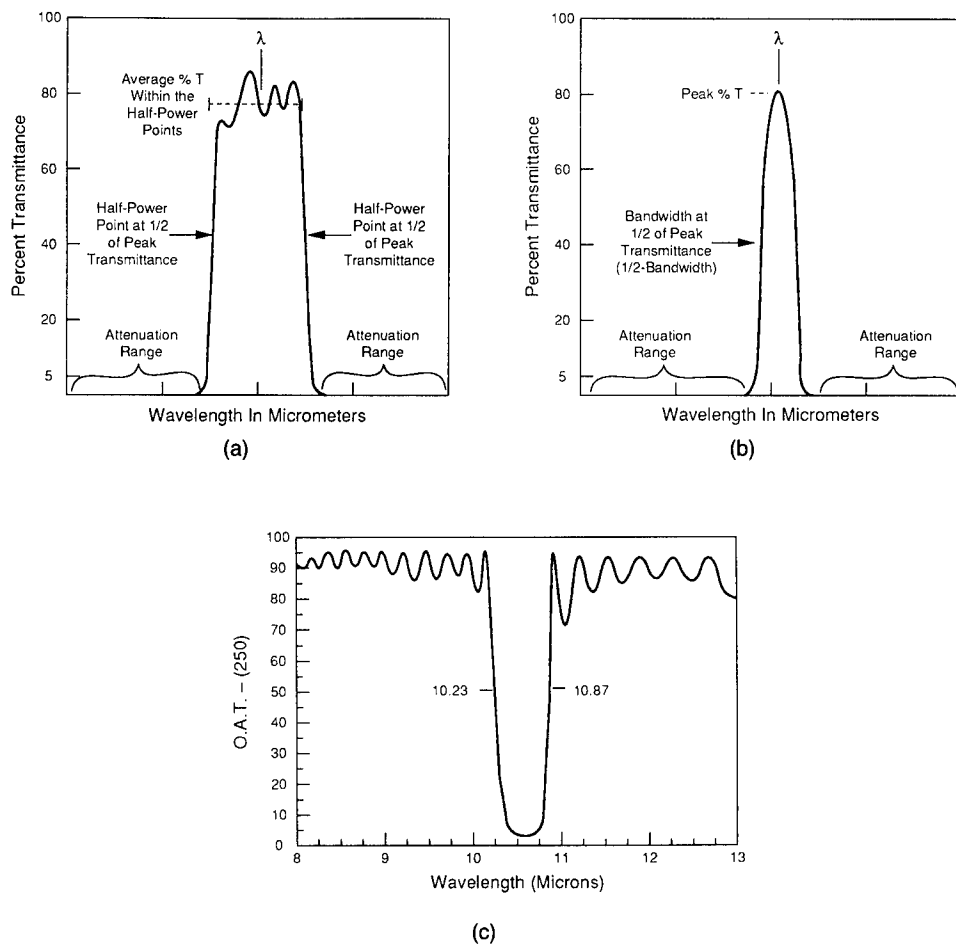 100
80
60
40
20
5
Percent Transmittance
λ
Average % T
Within the
Half-Power
Points
Half-Power
Point at 1/2
of Peak
Transmittance
Half-Power
Point at 1/2
of Peak
Transmittance
Attenuation
Range
Attenuation
Range
Wavelength In Micrometers
(a)
100
80
60
40
20
5
Percent Transmittance
λ
Peak % T
Bandwidth at
1/2 of Peak
Transmittance
(1/2-Bandwidth)
Attenuation
Range
Attenuation
Range
Wavelength In Micrometers
(b)
100
90
80
70
60
50
40
30
20
10
0
O.A.T. – (250)
10.23
10.87
8
9
10
11
12
13
Wavelength (Microns)
(c)